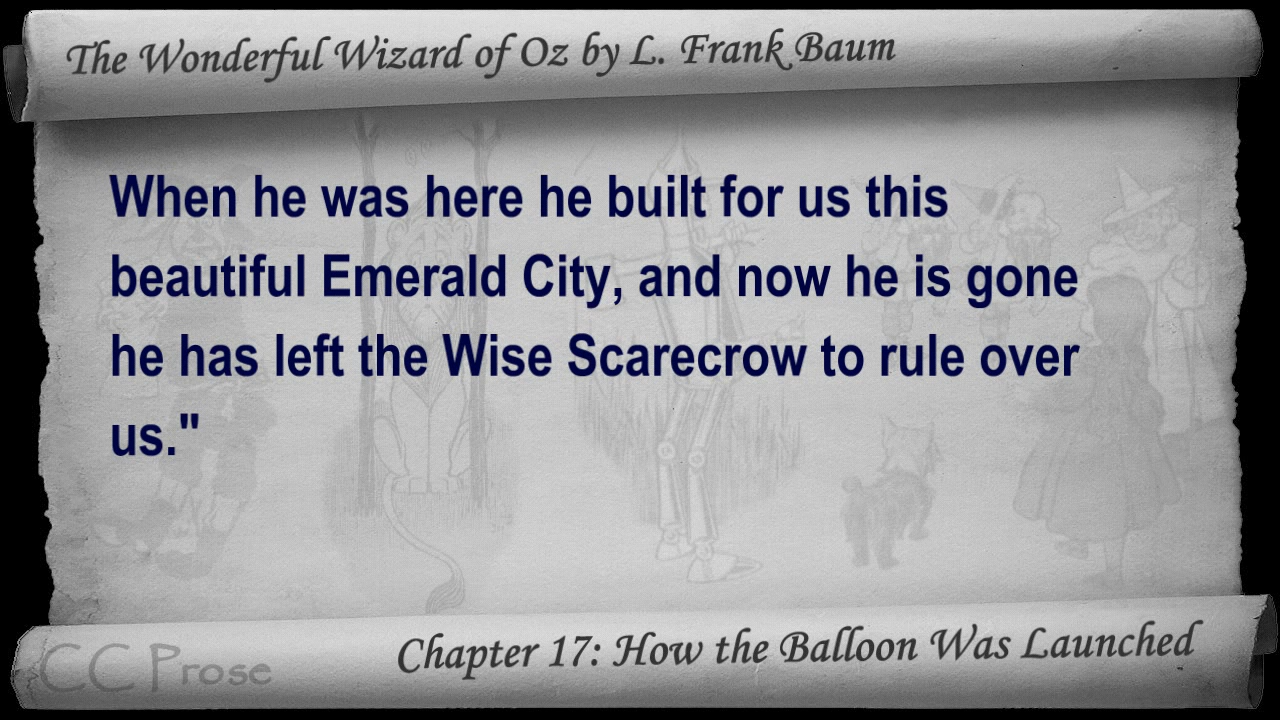 The Wonderful Wizard of Oz by L. Frank Baum
When he was here he built for us this
beautiful Emerald City, and now he is gone
he has left the Wise Scarecrow to rule over
us."
Chapter 17: How the Balloon Was Launched
CC Prose